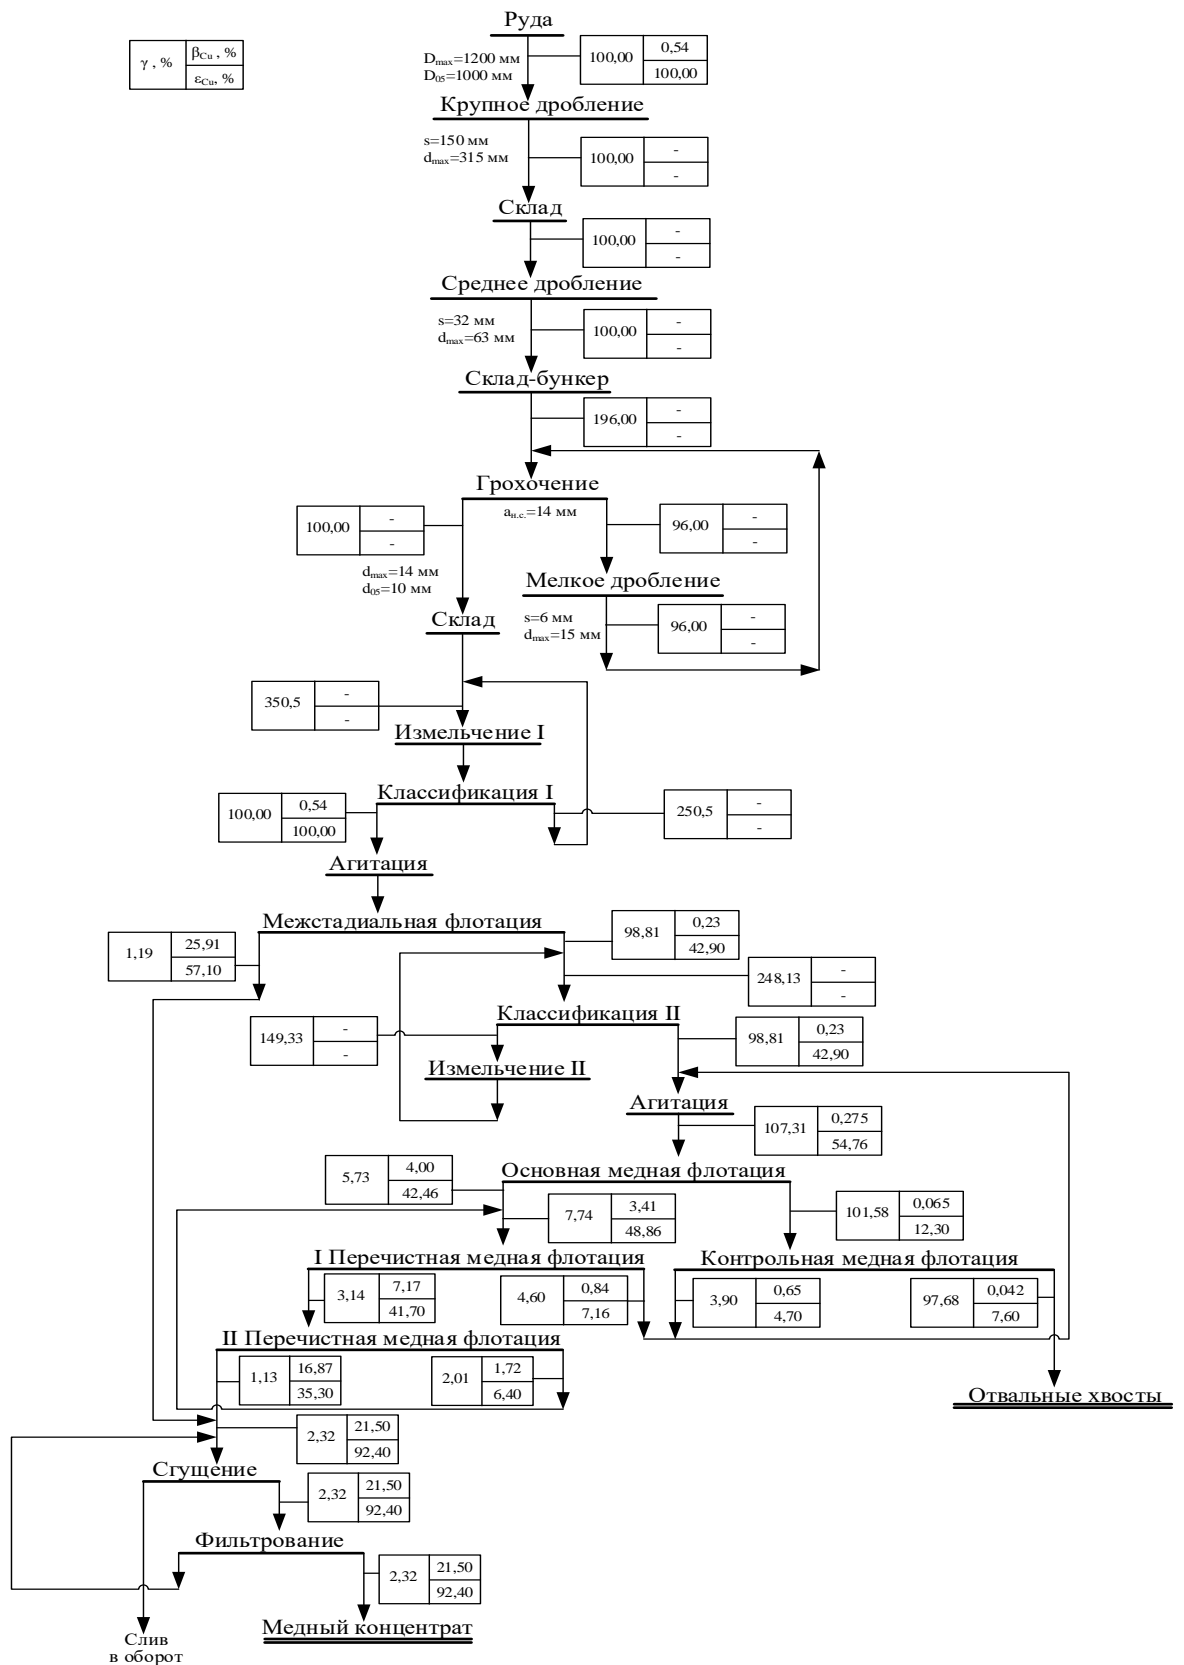 Руда
γ , %
β_Cu , %
ε_Cu, %
D_max=1200 мм
D_05=1000 мм
100,00
0,54
100,00
Крупное дробление
s=150 мм
d_max=315 мм
100,00
-
-
Склад
100,00
-
-
Среднее дробление
s=32 мм
d_max=63 мм
100,00
-
-
Склад-бункер
196,00
-
-
Грохочение
a_н.с.=14 мм
100,00
-
-
96,00
-
-
d_max=14 мм
d_05=10 мм
Мелкое дробление
Склад
s=6 мм
d_max=15 мм
96,00
-
-
350,5
-
-
Измельчение I
Классификация I
100,00
0,54
100,00
250,5
-
-
Агитация
Межстадиальная флотация
1,19
25,91
57,10
98,81
0,23
42,90
248,13
-
-
Классификация II
149,33
-
-
98,81
0,23
42,90
Измельчение II
Агитация
107,31
0,275
54,76
Основная медная флотация
5,73
4,00
42,46
7,74
3,41
48,86
101,58
0,065
12,30
I Перечистная медная флотация
Контрольная медная флотация
3,14
7,17
41,70
4,60
0,84
7,16
3,90
0,65
4,70
97,68
0,042
7,60
II Перечистная медная флотация
1,13
16,87
35,30
2,01
1,72
6,40
Отвальные хвосты
2,32
21,50
92,40
Сгущение
2,32
21,50
92,40
Фильтрование
2,32
21,50
92,40
Медный концентрат
Слив
в оборот